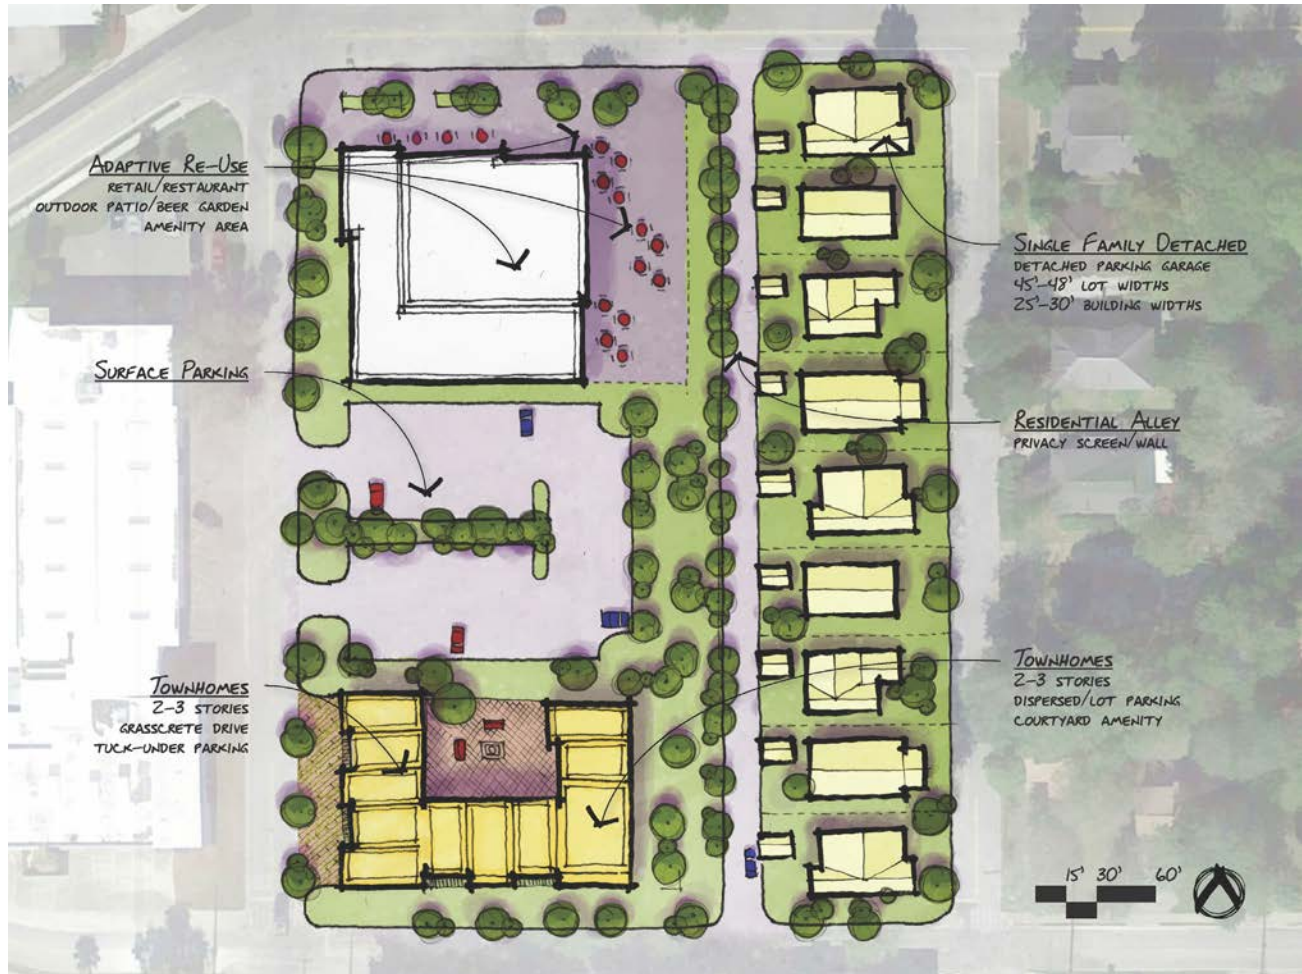 ADAPTIVE RE-USE
RETAIL/RESTAURANT
OUTDOOR PATIO/BEER GARDEN
AMENITY AREA
SURFACE PARKING
TOWNHOMES
2-3 STORIES
GRASSCRETE DRIVE
TUCK-UNDER PARKING
SINGLE FAMILY DETACHED
DETACHED PARKING GARAGE
45'-48' LOT WIDTHS
25'-30' BUILDING WIDTHS
RESIDENTIAL ALLEY
PRIVACY SCREEN/WALL
TOWNHOMES
2-3 STORIES
DISPERSED/LOT PARKING
COURTYARD AMENITY
15' 30' 60'